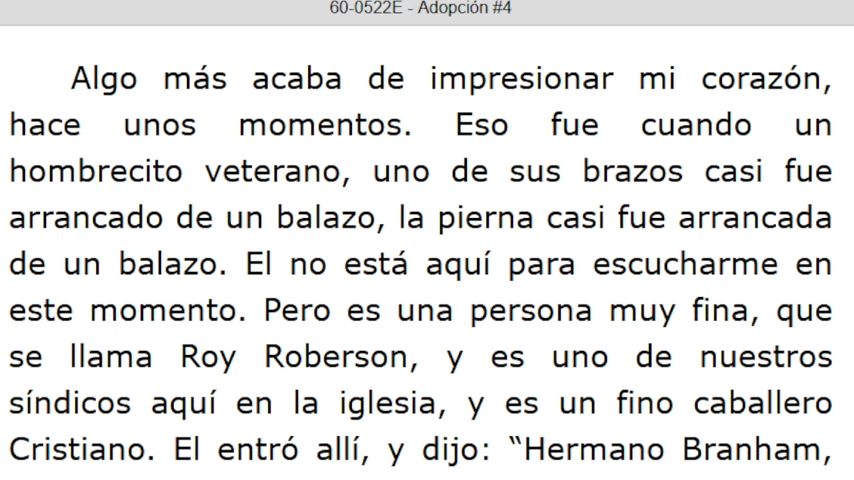 60-0522E - Adopción #4
Algo más acaba de impresionar mi corazón,
hace unos momentos. Eso fue cuando un
hombrecito veterano, uno de sus brazos casi fue
arrancado de un balazo, la pierna casi fue arrancada
de un balazo. El no está aquí para escucharme en
este momento. Pero es una persona muy fina, que
se llama Roy Roberson, y es uno de nuestros
síndicos aquí en la iglesia, y es un fino caballero
Cristiano. El entró allí, y dijo: “Hermano Branham,